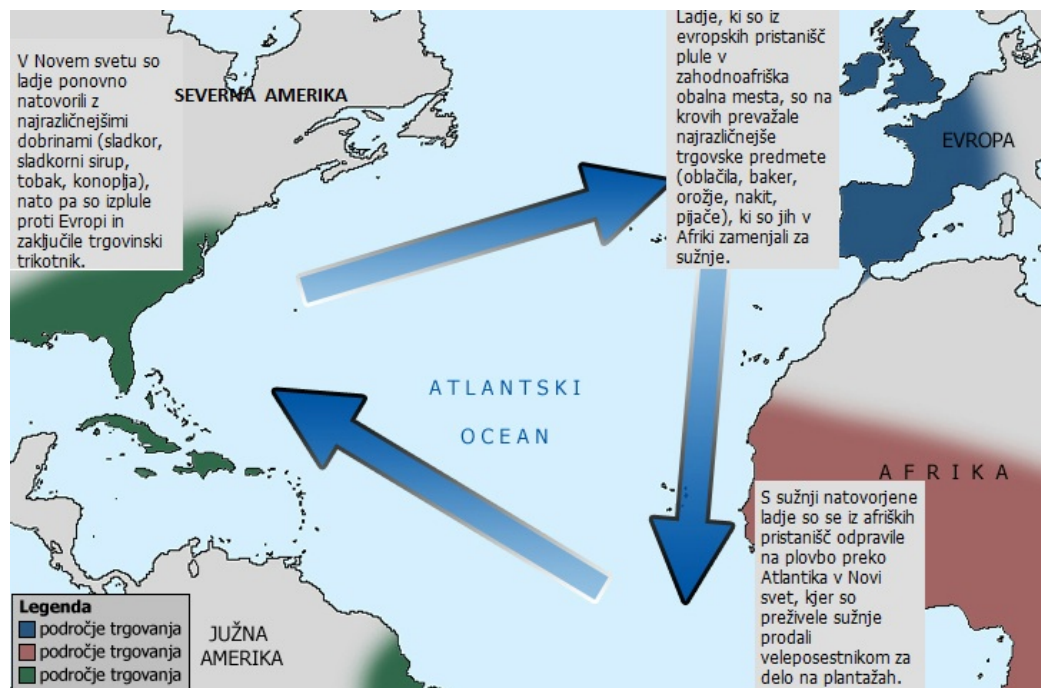 V Novem svetu so
ladje ponovno
natovorili z
najrazličnejšimi
dobrinami (sladkor,
sladkorni sirup,
tobak, konoplja),
nato pa so izplule
proti Evropi in
zaključile trgovinski
trikotnik.
SEVERNA AMERIKA
Ladje, ki so iz
evropskih pristanišč
plule v
zahodnoafriška
obalna mesta, so na
krovih prevažale
najrazličnejše
trgovske predmete
(oblačila, baker,
orožje, nakit,
pijače), ki so jih v
Afriki zamenjali za
sužnje.
EVROPA
ATLANTSKI
OCEAN
AFRIKA
S sužnji natovorjene
ladje so se iz afriških
pristanišč odpravile
na plovbo preko
Atlantika v Novi
svet, kjer so
preživele sužnje
prodali
veleposestnikom za
delo na plantažah.
JUŽNA
AMERIKA
Legenda
področje trgovanja
področje trgovanja
področje trgovanja